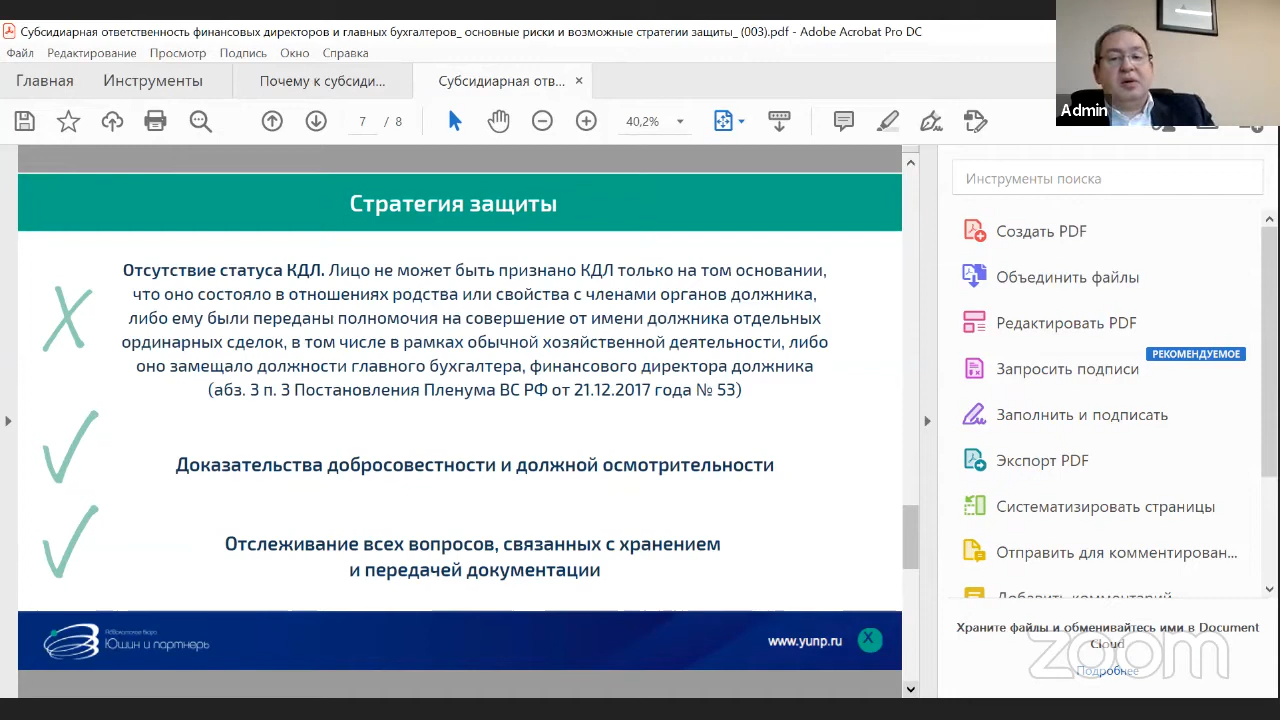 Субсидиарная ответственность финансовых директоров и главных бухгалтеров_ основные риски и возможные стратегии защиты_ (003).pdf - Adobe Acrobat Pro DC
Файл Редактирование Просмотр Подпись Окно Справка
Главная Инструменты Почему к субсиди... Субсидиарная отв... ×
7 / 8 40,2%
Admin
Стратегия защиты
Отсутствие статуса КДЛ. Лицо не может быть признано КДЛ только на том основании,
что оно состояло в отношениях родства или свойства с членами органов должника,
либо ему были переданы полномочия на совершение от имени должника отдельных
ординарных сделок, в том числе в рамках обычной хозяйственной деятельности, либо
оно замещало должности главного бухгалтера, финансового директора должника
(абз. 3 п. 3 Постановления Пленума ВС РФ от 21.12.2017 года № 53)
Доказательства добросовестности и должной осмотрительности
Отслеживание всех вопросов, связанных с хранением
и передачей документации
Адвокатское бюро
Юшин и партнеры
www.yunp.ru X
Инструменты поиска
Создать PDF
Объединить файлы
Редактировать PDF
РЕКОМЕНДУЕМОЕ
Запросить подписи
Заполнить и подписать
Экспорт PDF
Систематизировать страницы
Отправить для комментирован...
Добавить комментарий
Храните файлы и обменивайтесь ими в Document
Cloud
Подробнее
zoom